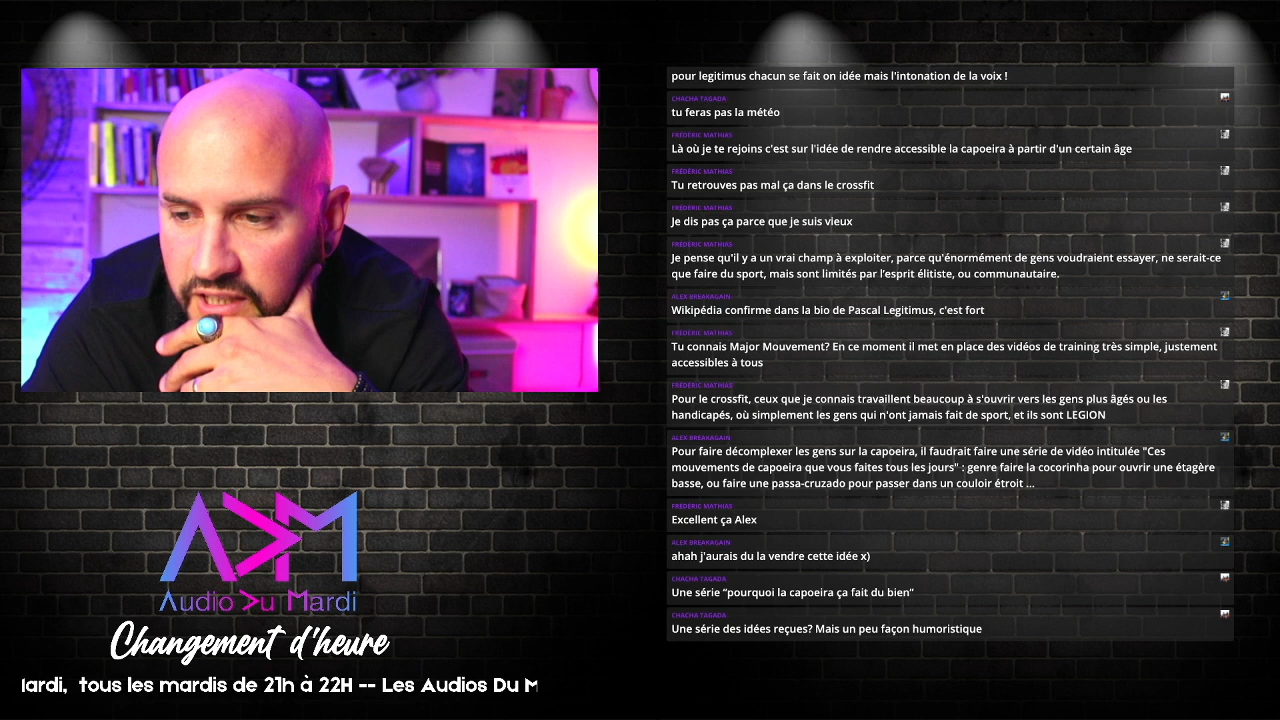 pour legitimus chacun se fait on idée mais l'intonation de la voix !
CHACHA TAGADA
tu feras pas la météo
FRÉDÉRIC MATHIAS
Là où je te rejoins c'est sur l'idée de rendre accessible la capoeira à partir d'un certain âge
FRÉDÉRIC MATHIAS
Tu retrouves pas mal ça dans le crossfit
FRÉDÉRIC MATHIAS
Je dis pas ça parce que je suis vieux
FRÉDÉRIC MATHIAS
Je pense qu'il y a un vrai champ à exploiter, parce qu'énormément de gens voudraient essayer, ne serait-ce
que faire du sport, mais sont limités par l’esprit élitiste, ou communautaire.
ALEX BREAKAGAIN
Wikipédia confirme dans la bio de Pascal Legitimus, c'est fort
FRÉDÉRIC MATHIAS
Tu connais Major Mouvement? En ce moment il met en place des vidéos de training très simple, justement
accessibles à tous
FRÉDÉRIC MATHIAS
Pour le crossfit, ceux que je connais travaillent beaucoup à s'ouvrir vers les gens plus âgés ou les
handicapés, où simplement les gens qui n'ont jamais fait de sport, et ils sont LEGION
ALEX BREAKAGAIN
Pour faire décomplexer les gens sur la capoeira, il faudrait faire une série de vidéo intitulée "Ces
mouvements de capoeira que vous faites tous les jours" : genre faire la cocorinha pour ouvrir une étagère
basse, ou faire une passa-cruzado pour passer dans un couloir étroit ...
FRÉDÉRIC MATHIAS
Excellent ça Alex
ALEX BREAKAGAIN
ahah j'aurais du la vendre cette idée x)
CHACHA TAGADA
Une série “pourquoi la capoeira ça fait du bien”
CHACHA TAGADA
Une série des idées reçues? Mais un peu façon humoristique
ADM
Audio Du Mardi
Changement d'heure
ardi, tous les mardis de 21h à 22H -- Les Audios Du M